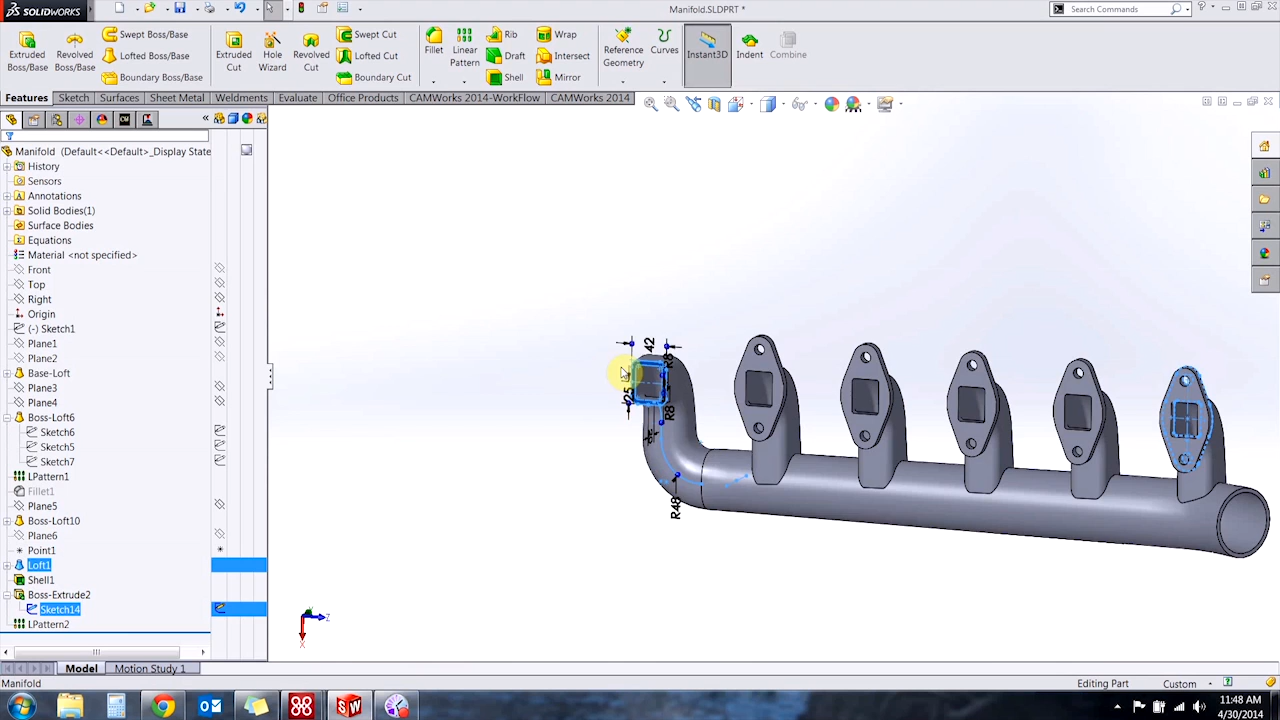 SOLIDWORKS
Manifold.SLDPRT *
Search Commands
Extruded Boss/Base
Revolved Boss/Base
Swept Boss/Base
Lofted Boss/Base
Boundary Boss/Base
Extruded Cut
Hole Wizard
Revolved Cut
Swept Cut
Lofted Cut
Boundary Cut
Fillet
Linear Pattern
Rib
Draft
Shell
Wrap
Intersect
Mirror
Reference Geometry
Curves
Instant3D
Indent
Combine
Features
Sketch
Surfaces
Sheet Metal
Weldments
Evaluate
Office Products
CAMWorks 2014-WorkFlow
CAMWorks 2014
Manifold (Default<<Default>_Display State
History
Sensors
Annotations
Solid Bodies(1)
Surface Bodies
Equations
Material <not specified>
Front
Top
Right
Origin
(-) Sketch1
Plane1
Plane2
Base-Loft
Plane3
Plane4
Boss-Loft6
Sketch6
Sketch5
Sketch7
LPattern1
Fillet1
Plane5
Boss-Loft10
Plane6
Point1
Loft1
Shell1
Boss-Extrude2
Sketch14
LPattern2
42
R8
25
R8
R48
Z
X
Model
Motion Study 1
Manifold
Editing Part
Custom
11:48 AM
4/30/2014